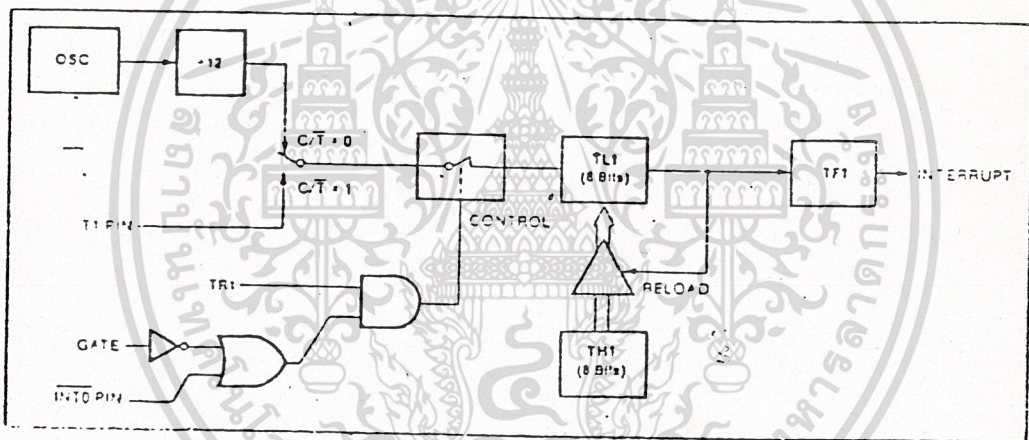 OSC
÷12
C/T̅ = 0
C/T̅ = 1
T1 PIN
CONTROL
TL1
(8 Bits)
TF1
INTERRUPT
TR1
RELOAD
GATE
TH1
(8 Bits)
I̅N̅T̅0̅ PIN